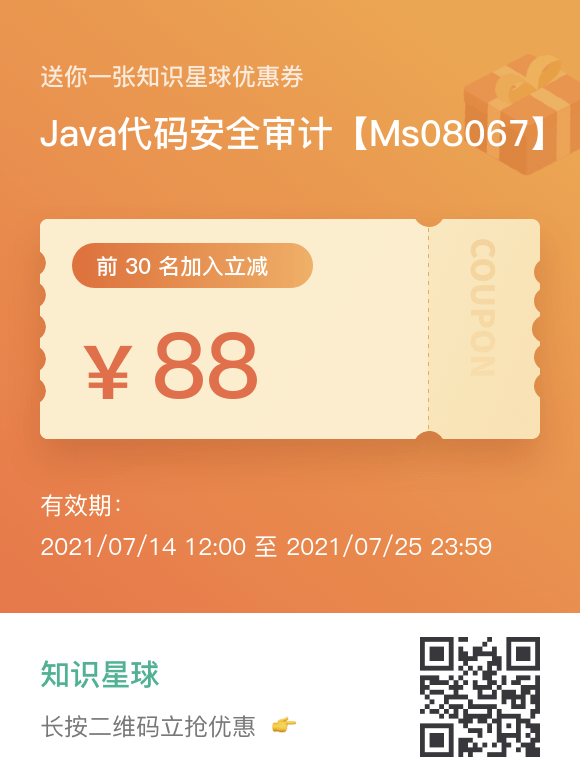 送你一张知识星球优惠券
Java代码安全审计【Ms08067】
前 30 名加入立减
¥ 88
COUPON
有效期：
2021/07/14 12:00 至 2021/07/25 23:59
知识星球
长按二维码立抢优惠 👉